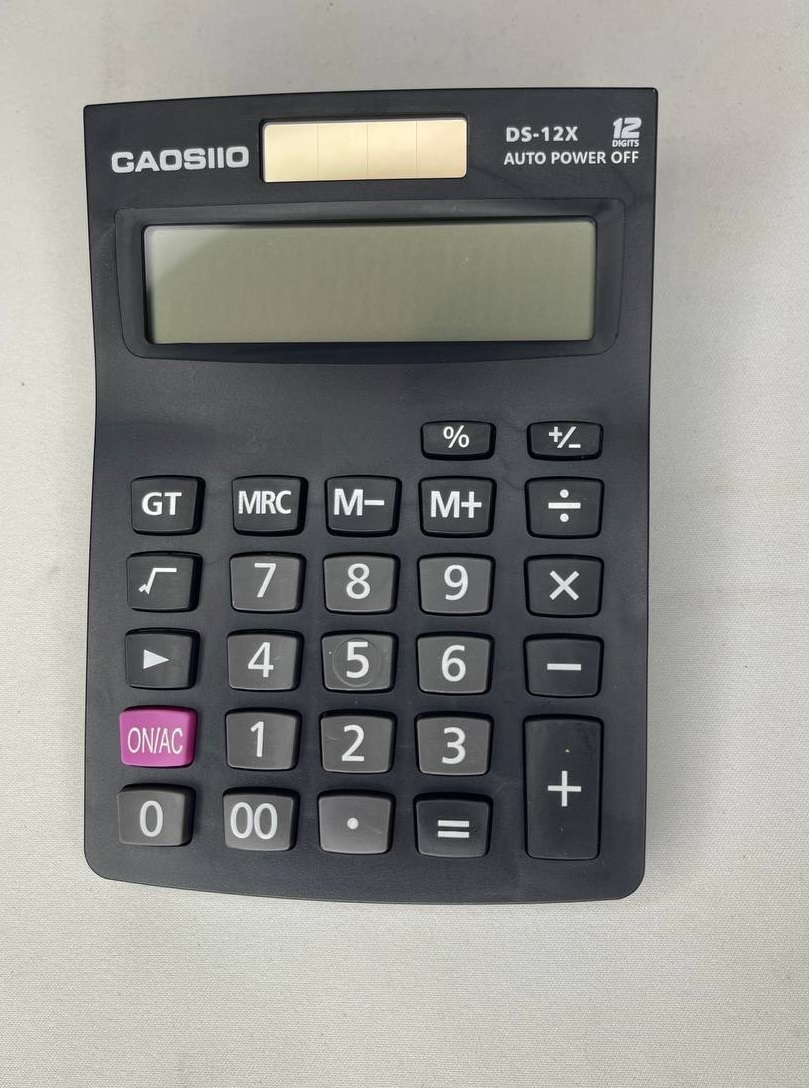 CAOSIIO
DS-12X 12 DIGITS
AUTO POWER OFF
% +/−
GT MRC M− M+ ÷
√ 7 8 9 ×
▶ 4 5 6 −
ON/AC 1 2 3 +
0 00 • =